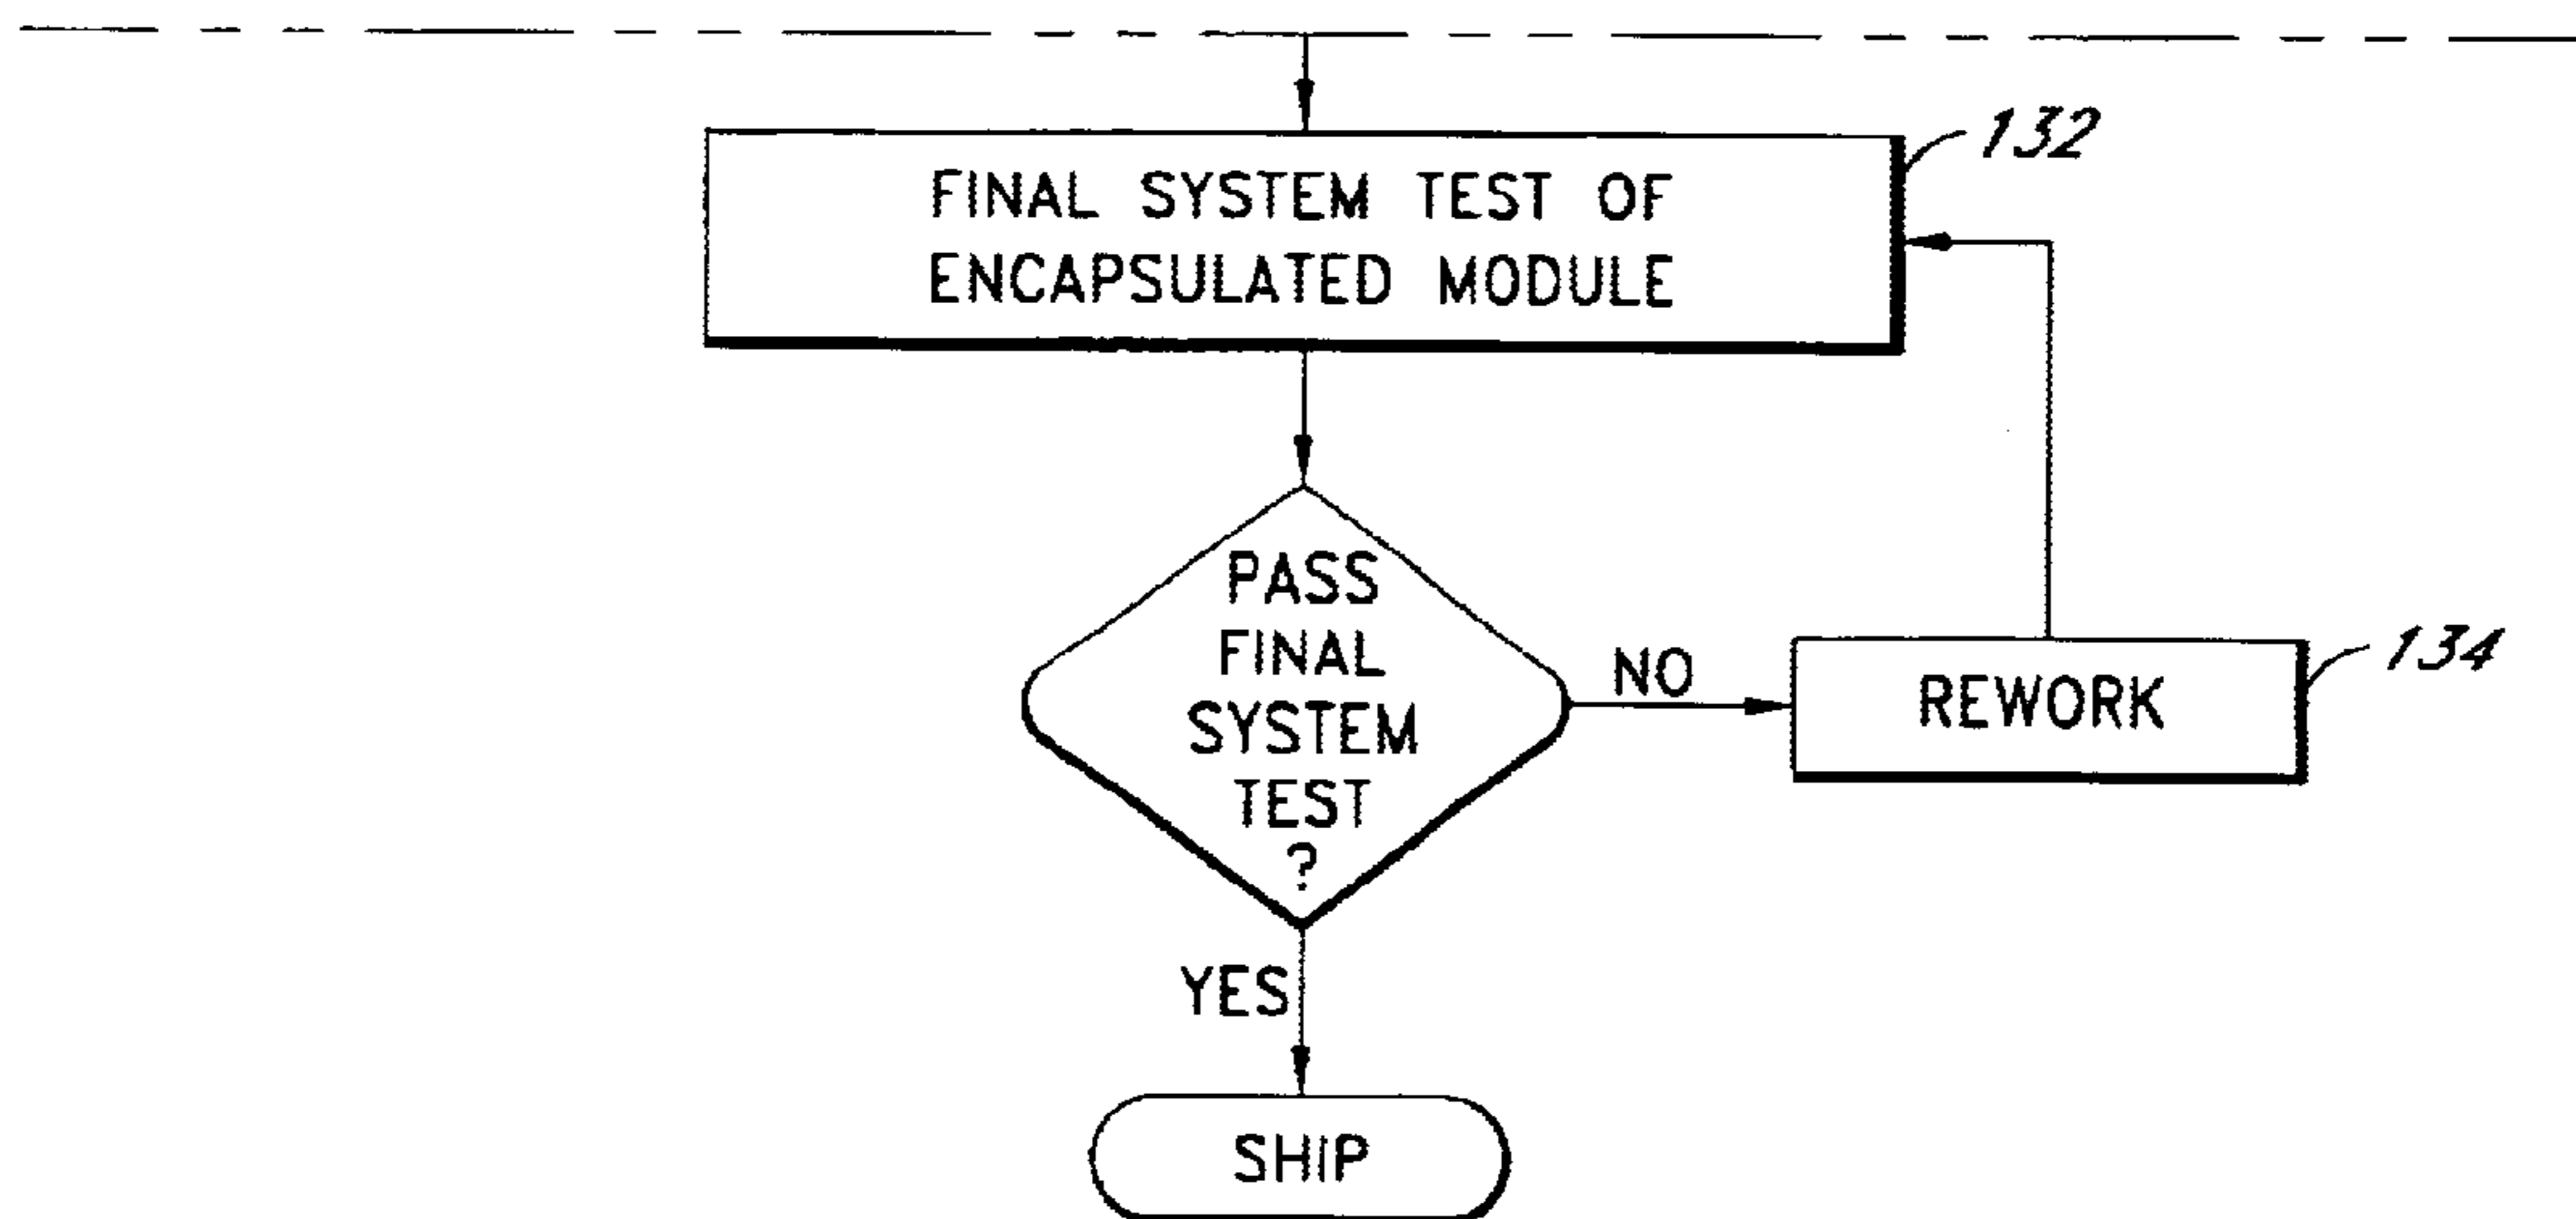 132
FINAL SYSTEM TEST OF
ENCAPSULATED MODULE
PASS
FINAL
SYSTEM
TEST
?
NO
REWORK
134
YES
SHIP